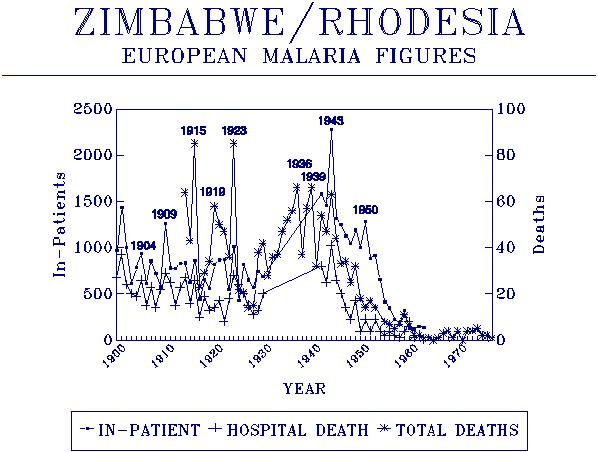 ZIMBABWE/RHODESIA
EUROPEAN MALARIA FIGURES
2500 100
1943
1915 1923
2000 80
1936
1939
1500 60
1919
1950
1909
1000 40
1904
500 20
0 0
In-Patients
Deaths
1900 1910 1920 1930 1940 1950 1960 1970
YEAR
IN-PATIENT HOSPITAL DEATH TOTAL DEATHS